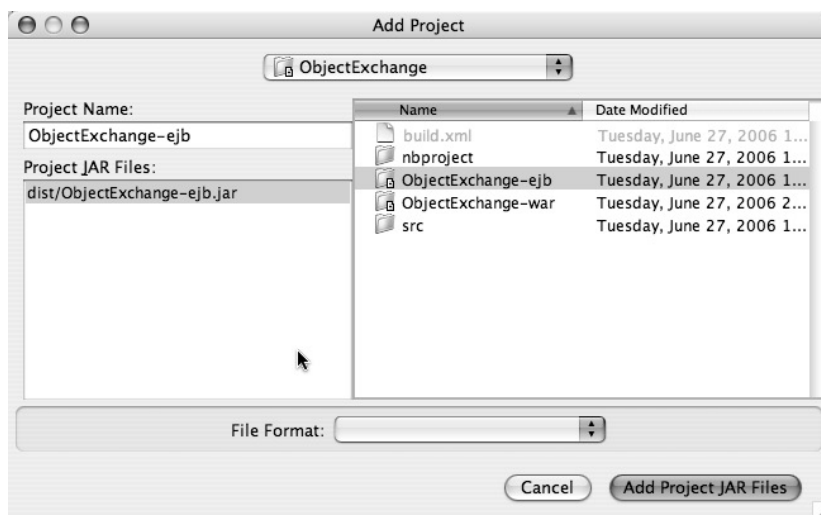 Add Project
ObjectExchange
Project Name:
ObjectExchange-ejb
Project JAR Files:
dist/ObjectExchange-ejb.jar
Name Date Modified
build.xml Tuesday, June 27, 2006 1...
nbproject Tuesday, June 27, 2006 1...
ObjectExchange-ejb Tuesday, June 27, 2006 1...
ObjectExchange-war Tuesday, June 27, 2006 2...
src Tuesday, June 27, 2006 1...
File Format:
Cancel Add Project JAR Files